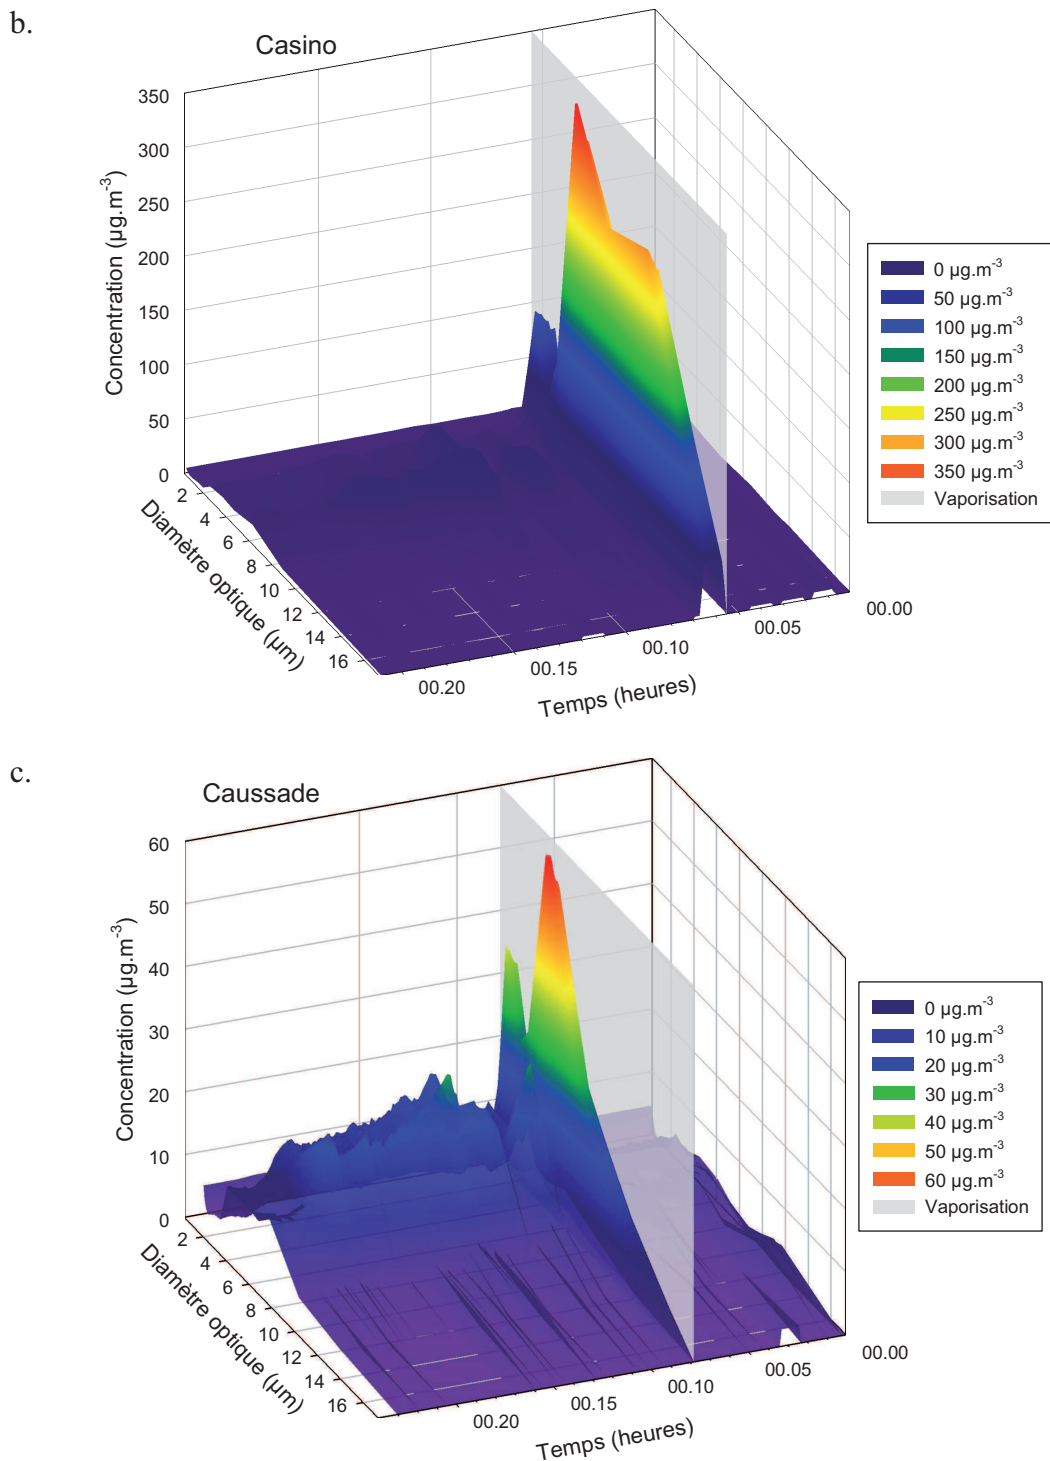 b.
Casino
350
300
250
200
150
100
50
0
Concentration (µg.m-3)
2
4
6
8
10
12
14
16
Diamètre optique (µm)
00.20
00.15
00.10
00.05
00.00
Temps (heures)
0 µg.m-3
50 µg.m-3
100 µg.m-3
150 µg.m-3
200 µg.m-3
250 µg.m-3
300 µg.m-3
350 µg.m-3
Vaporisation
c.
Caussade
60
50
40
30
20
10
0
Concentration (µg.m-3)
2
4
6
8
10
12
14
16
Diamètre optique (µm)
00.20
00.15
00.10
00.05
00.00
Temps (heures)
0 µg.m-3
10 µg.m-3
20 µg.m-3
30 µg.m-3
40 µg.m-3
50 µg.m-3
60 µg.m-3
Vaporisation